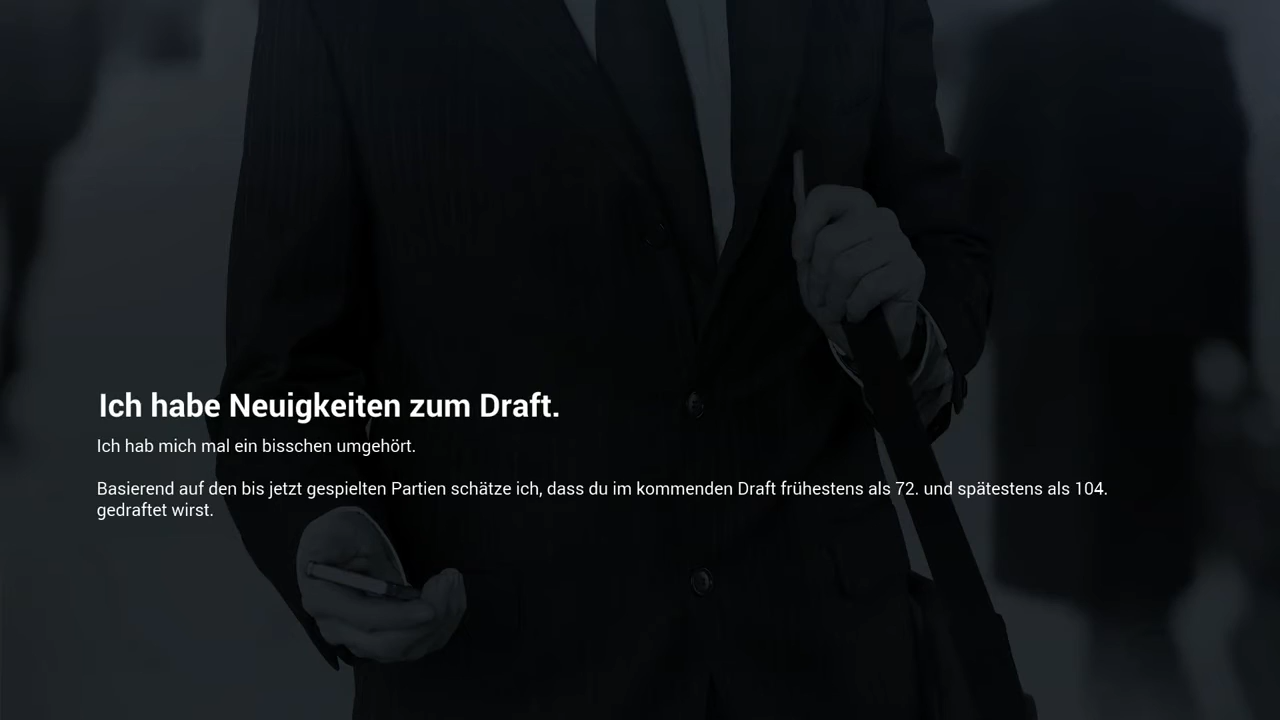 Ich habe Neuigkeiten zum Draft.
Ich hab mich mal ein bisschen umgehört.
Basierend auf den bis jetzt gespielten Partien schätze ich, dass du im kommenden Draft frühestens als 72. und spätestens als 104.
gedraftet wirst.